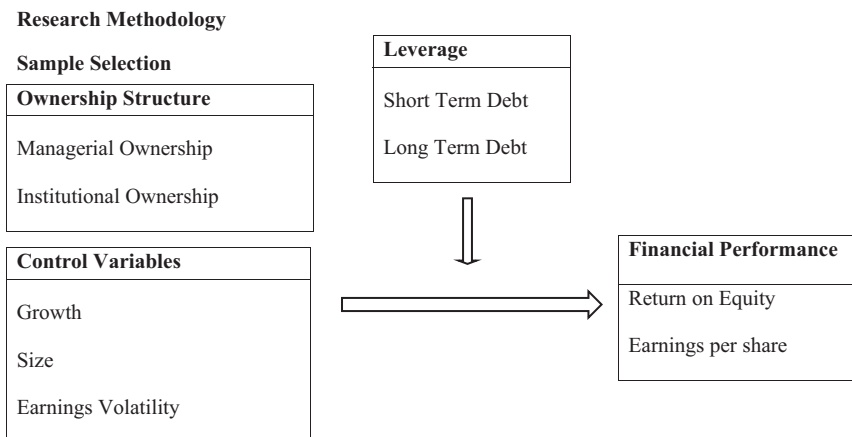 Research Methodology
Sample Selection
Ownership Structure
Managerial Ownership
Institutional Ownership
Leverage
Short Term Debt
Long Term Debt
Control Variables
Growth
Size
Earnings Volatility
Financial Performance
Return on Equity
Earnings per share